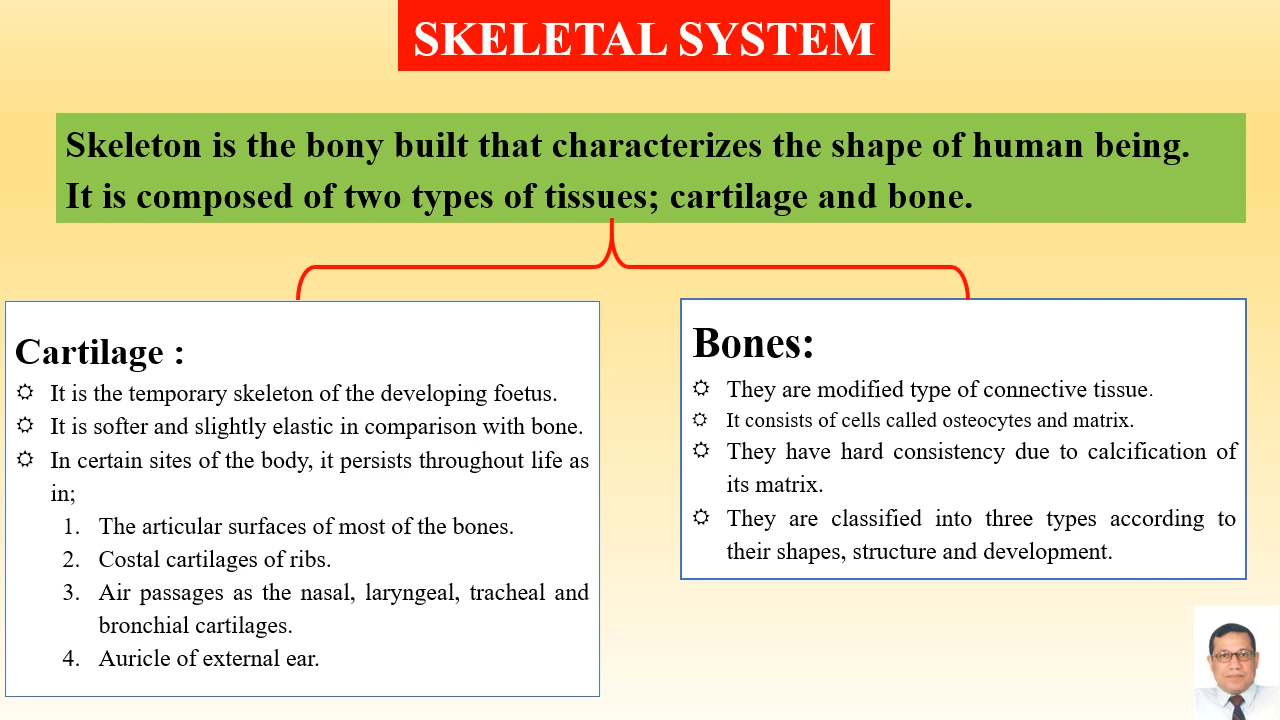 SKELETAL SYSTEM
Skeleton is the bony built that characterizes the shape of human being.
It is composed of two types of tissues; cartilage and bone.
Cartilage :
It is the temporary skeleton of the developing foetus.
It is softer and slightly elastic in comparison with bone.
In certain sites of the body, it persists throughout life as
in;
1. The articular surfaces of most of the bones.
2. Costal cartilages of ribs.
3. Air passages as the nasal, laryngeal, tracheal and
bronchial cartilages.
4. Auricle of external ear.
Bones:
They are modified type of connective tissue.
It consists of cells called osteocytes and matrix.
They have hard consistency due to calcification of
its matrix.
They are classified into three types according to
their shapes, structure and development.